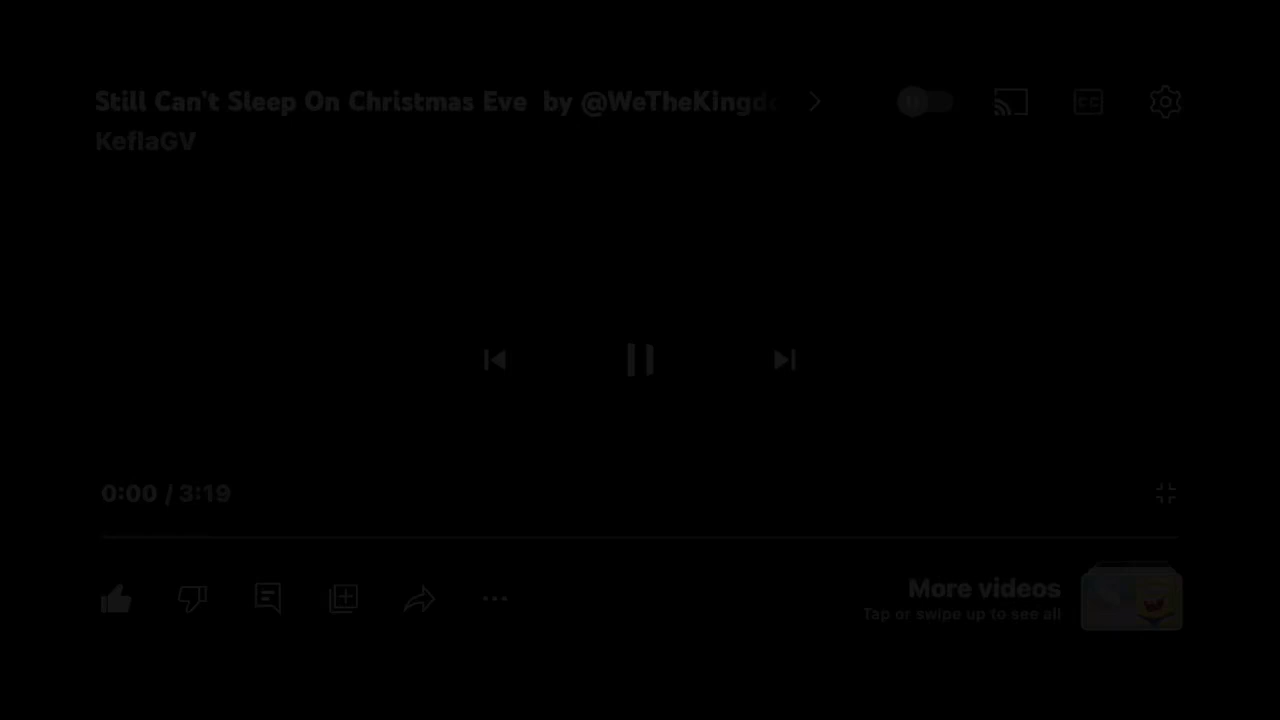 Still Can't Sleep On Christmas Eve by @WeTheKingd
KeflaGV
CC
0:00 / 3:19
More videos
Tap or swipe up to see all